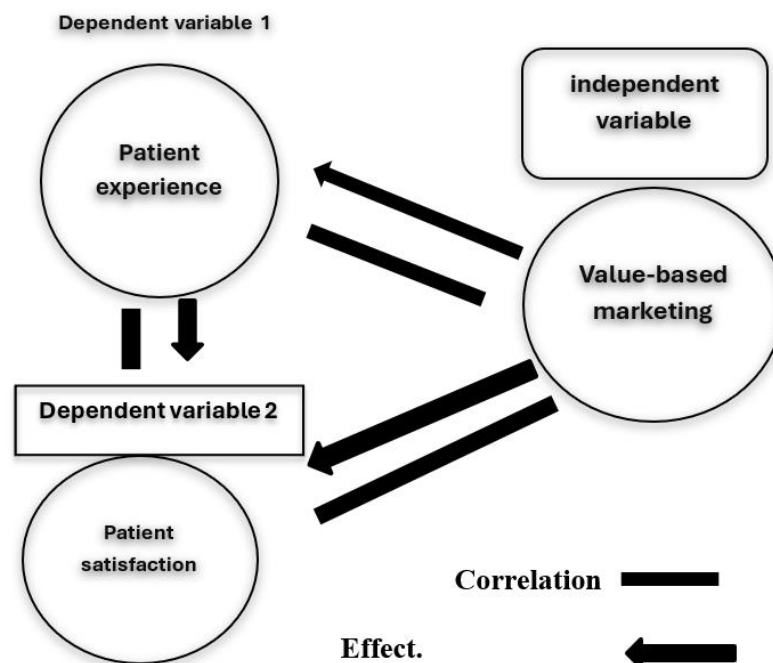 Dependent variable 1
Patient
experience
independent
variable
Value-based
marketing
Dependent variable 2
Patient
satisfaction
Correlation
Effect.